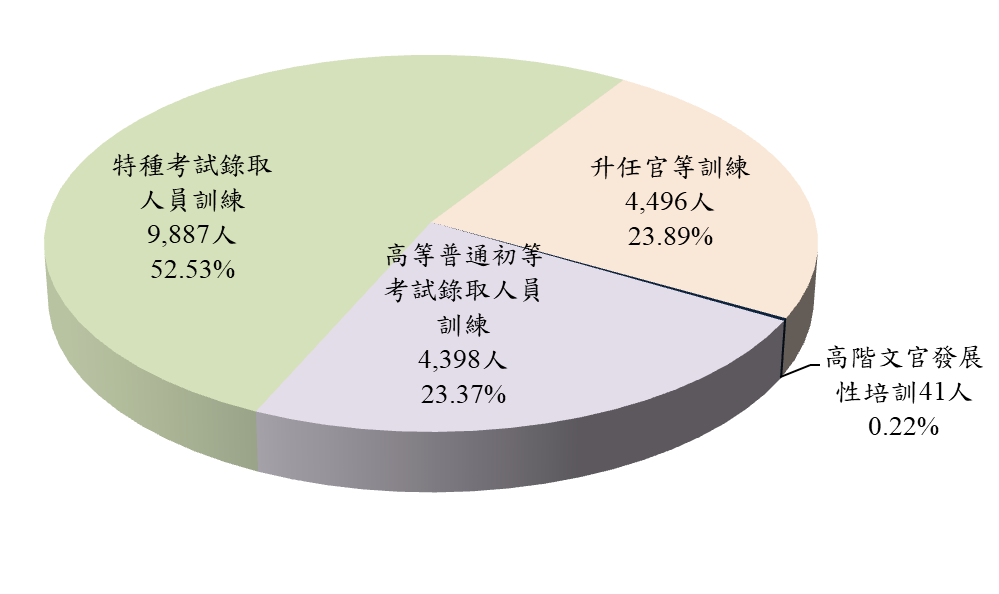 特種考試錄取
人員訓練
9,887人
52.53%
升任官等訓練
4,496人
23.89%
高等普通初等
考試錄取人員
訓練
4,398人
23.37%
高階文官發展
性培訓41人
0.22%